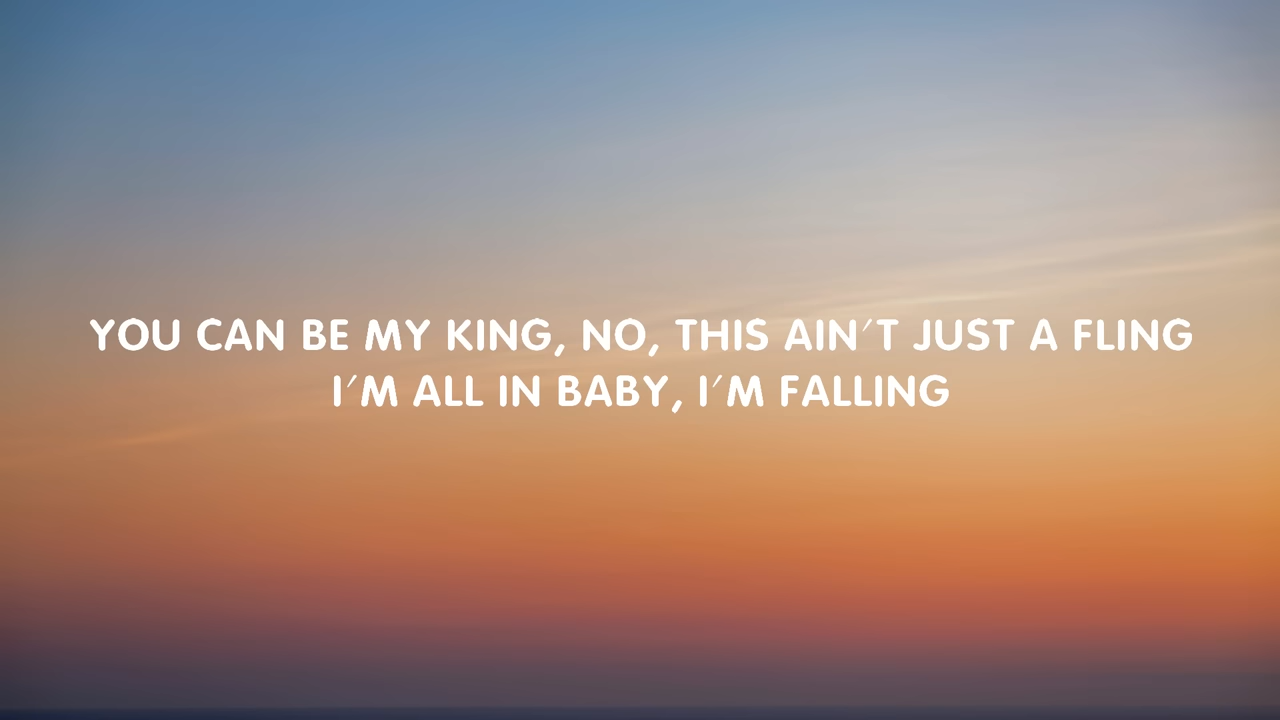 YOU CAN BE MY KING, NO, THIS AIN'T JUST A FLING
I'M ALL IN BABY, I'M FALLING